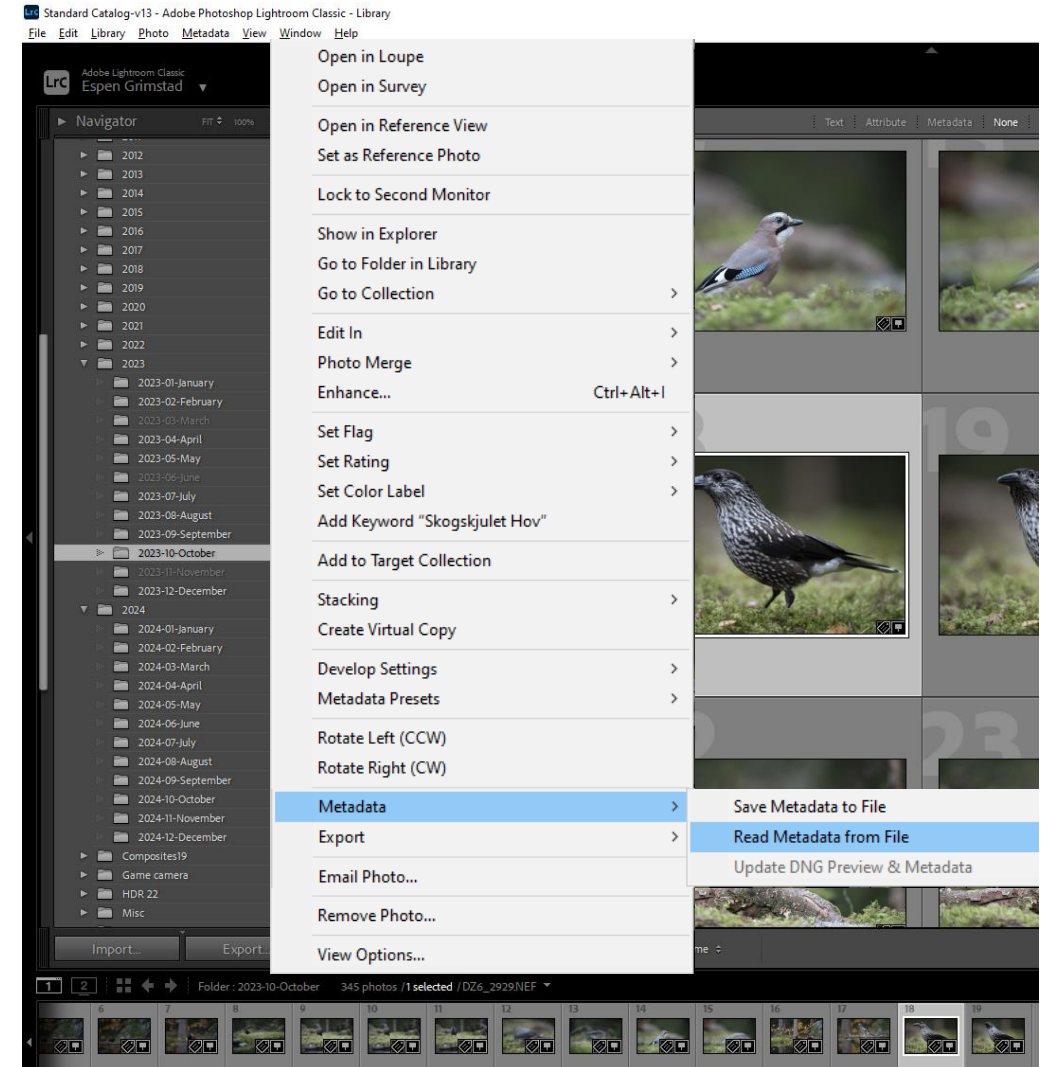 Lrc Standard Catalog-v13 - Adobe Photoshop Lightroom Classic - Library
File Edit Library Photo Metadata View Window Help
Lrc
Adobe Lightroom Classic
Espen Grimstad
Navigator FIT 100%
2012
2013
2014
2015
2016
2017
2018
2019
2020
2021
2022
2023
2023-01-January
2023-02-February
2023-03-March
2023-04-April
2023-05-May
2023-06-June
2023-07-July
2023-08-August
2023-09-September
2023-10-October
2023-11-November
2023-12-December
2024
2024-01-January
2024-02-February
2024-03-March
2024-04-April
2024-05-May
2024-06-June
2024-07-July
2024-08-August
2024-09-September
2024-10-October
2024-11-November
2024-12-December
Composites19
Game camera
HDR 22
Misc
Import... Export...
Open in Loupe
Open in Survey
Open in Reference View
Set as Reference Photo
Lock to Second Monitor
Show in Explorer
Go to Folder in Library
Go to Collection
Edit In
Photo Merge
Enhance... Ctrl+Alt+I
Set Flag
Set Rating
Set Color Label
Add Keyword “Skogskjulet Hov”
Add to Target Collection
Stacking
Create Virtual Copy
Develop Settings
Metadata Presets
Rotate Left (CCW)
Rotate Right (CW)
Metadata
Export
Email Photo...
Remove Photo...
View Options...
Save Metadata to File
Read Metadata from File
Update DNG Preview & Metadata
Text Attribute Metadata None
19
23
1 2 Folder : 2023-10-October 345 photos / 1 selected / DZ6_2929.NEF
6 7 8 9 10 11 12 13 14 15 16 17 18 19